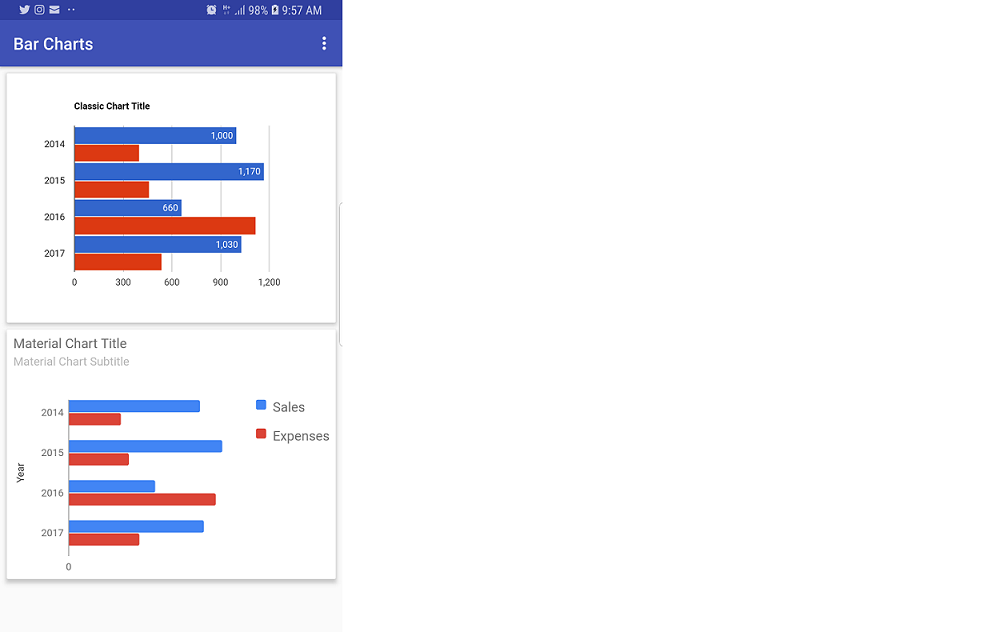 98% 9:57 AM
Bar Charts
Classic Chart Title
2014 1,000
2015 1,170
2016 660
2017 1,030
0 300 600 900 1,200
Material Chart Title
Material Chart Subtitle
Sales
Expenses
Year
2014
2015
2016
2017
0